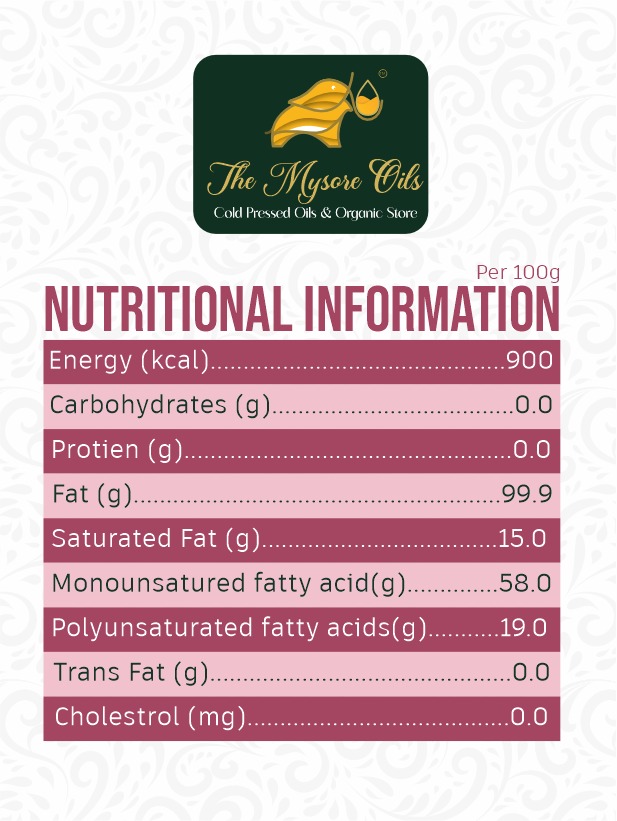 The Mysore Oils
Cold Pressed Oils & Organic Store
Per 100g
NUTRITIONAL INFORMATION
Energy (kcal)......................................900
Carbohydrates (g)...............................0.0
Protien (g)..........................................0.0
Fat (g)................................................99.9
Saturated Fat (g)...............................15.0
Monounsatured fatty acid(g)............58.0
Polyunsaturated fatty acids(g).........19.0
Trans Fat (g).......................................0.0
Cholestrol (mg)..................................0.0